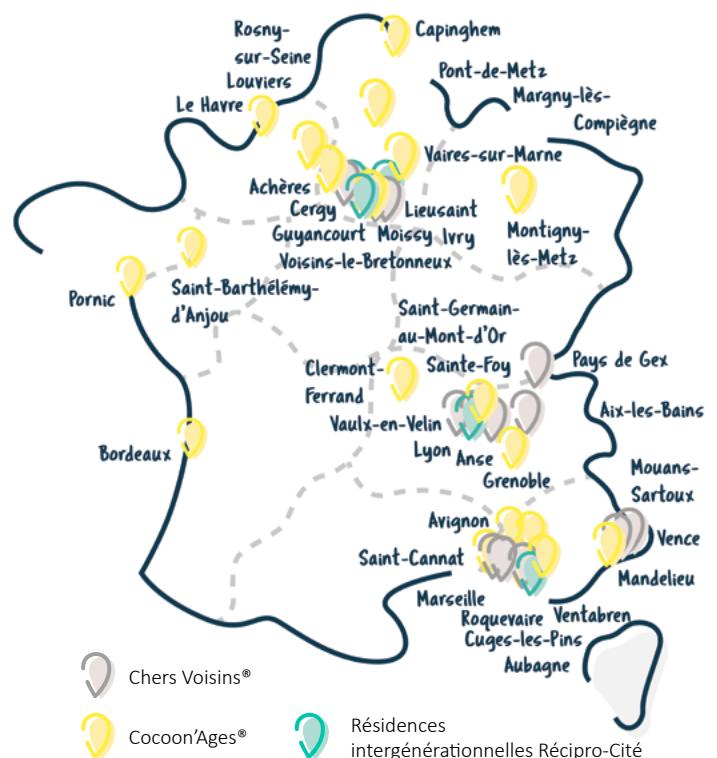 Rosny-
sur-Seine
Louviers
Le Havre
Capinghem
Pont-de-Metz
Margny-lès-
Compiègne
Vaires-sur-Marne
Achères
Cergy
Lieusaint
Guyancourt Moissy Ivry
Voisins-le-Bretonneux
Montigny-
lès-Metz
Pornic
Saint-Barthélémy-
d'Anjou
Saint-Germain-
au-Mont-d'Or
Clermont-
Ferrand
Sainte-Foy
Pays de Gex
Vaulx-en-Velin
Aix-les-Bains
Bordeaux
Lyon Anse
Grenoble
Mouans-
Sartoux
Avignon
Vence
Saint-Cannat
Mandelieu
Marseille
Roquevaire Ventabren
Cuges-les-Pins
Aubagne
Chers Voisins®
Cocoon'Ages®
Résidences
intergénérationnelles Récipro-Cité